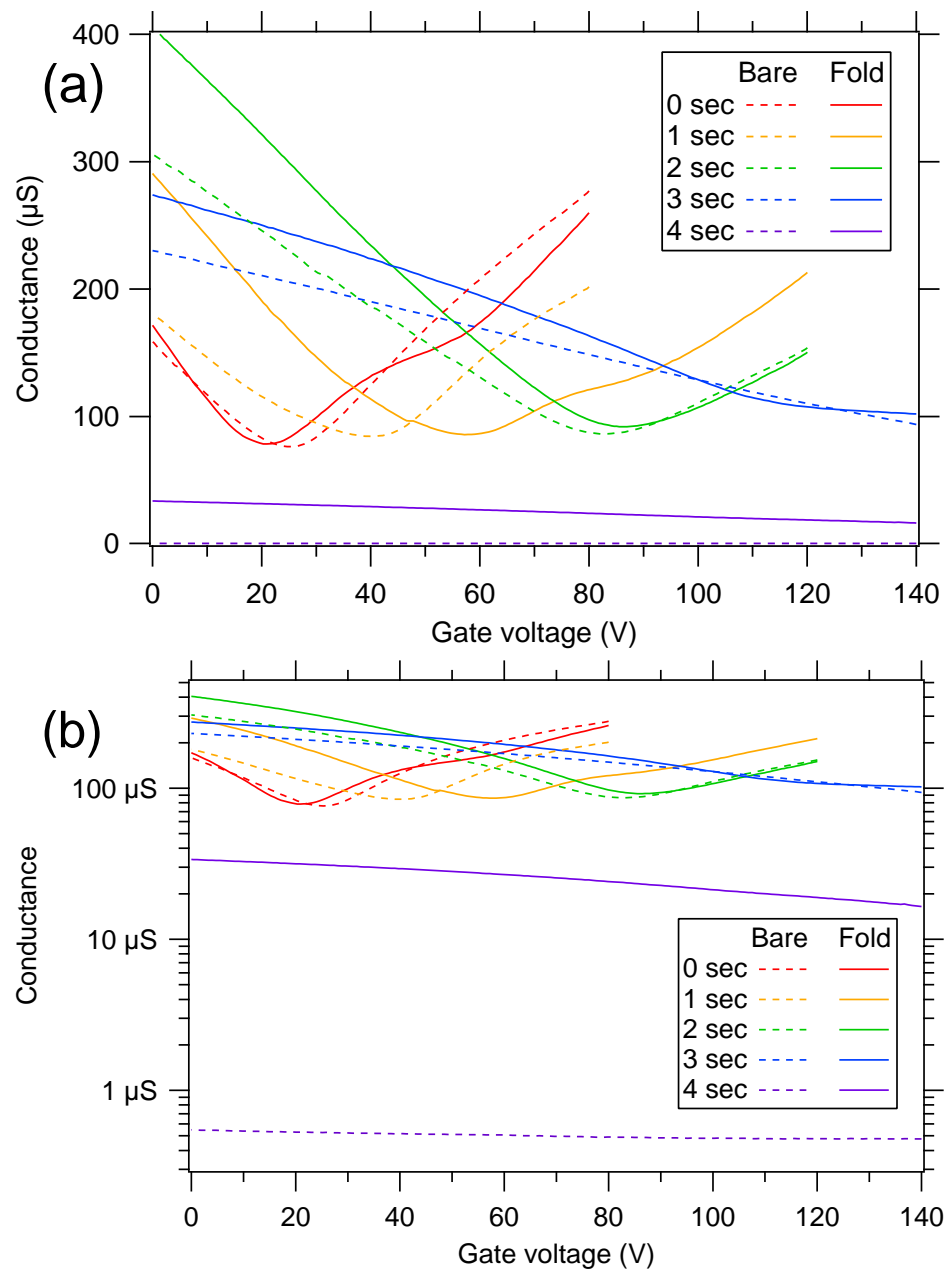 (a)
400
300
200
100
0
Conductance (µS)
Bare Fold
0 sec
1 sec
2 sec
3 sec
4 sec
0 20 40 60 80 100 120 140
Gate voltage (V)
(b)
100 µS
10 µS
1 µS
Conductance
Bare Fold
0 sec
1 sec
2 sec
3 sec
4 sec
0 20 40 60 80 100 120 140
Gate voltage (V)